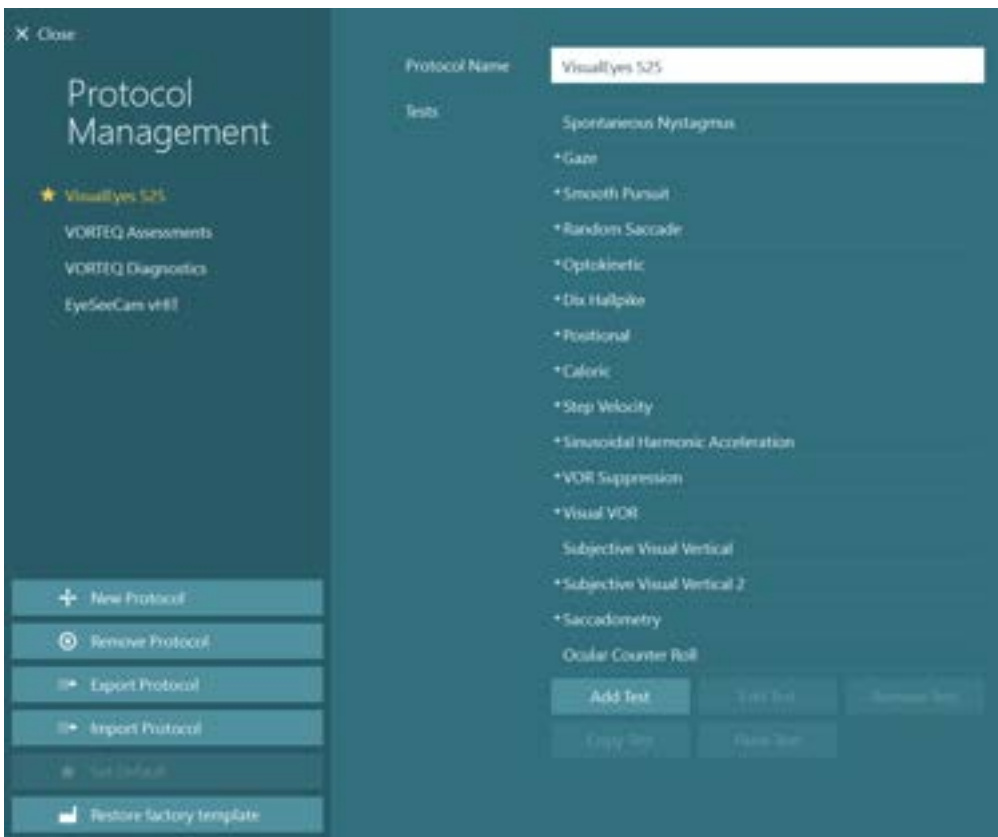 Close
Protocol
Management
VisualEyes 525
VORTEQ Assessments
VORTEQ Diagnostics
EyeSeeCam vHIT
New Protocol
Remove Protocol
Export Protocol
Import Protocol
Set Default
Restore factory template
Protocol Name
VisualEyes 525
Tests
Spontaneous Nystagmus
+Gaze
+Smooth Pursuit
+Random Saccade
+Optokinetic
+Dix Hallpike
+Positional
+Caloric
+Step Velocity
+Sinusoidal Harmonic Acceleration
+VOR Suppression
+Visual VOR
Subjective Visual Vertical
+Subjective Visual Vertical 2
+Saccadometry
Ocular Counter Roll
Add Test
Edit Test
Remove Test
Copy Test
Paste Test